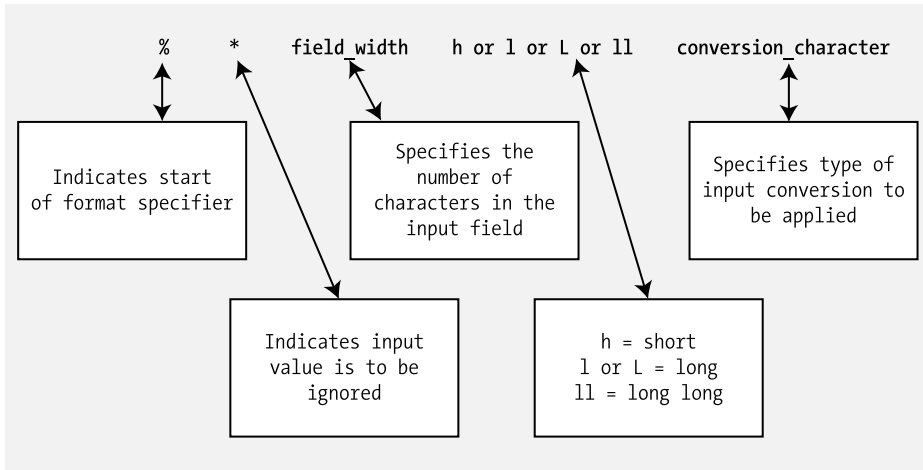 % * field_width h or l or L or ll conversion_character
Indicates start
of format specifier
Specifies the
number of
characters in the
input field
Specifies type of
input conversion to
be applied
Indicates input
value is to be
ignored
h = short
l or L = long
ll = long long